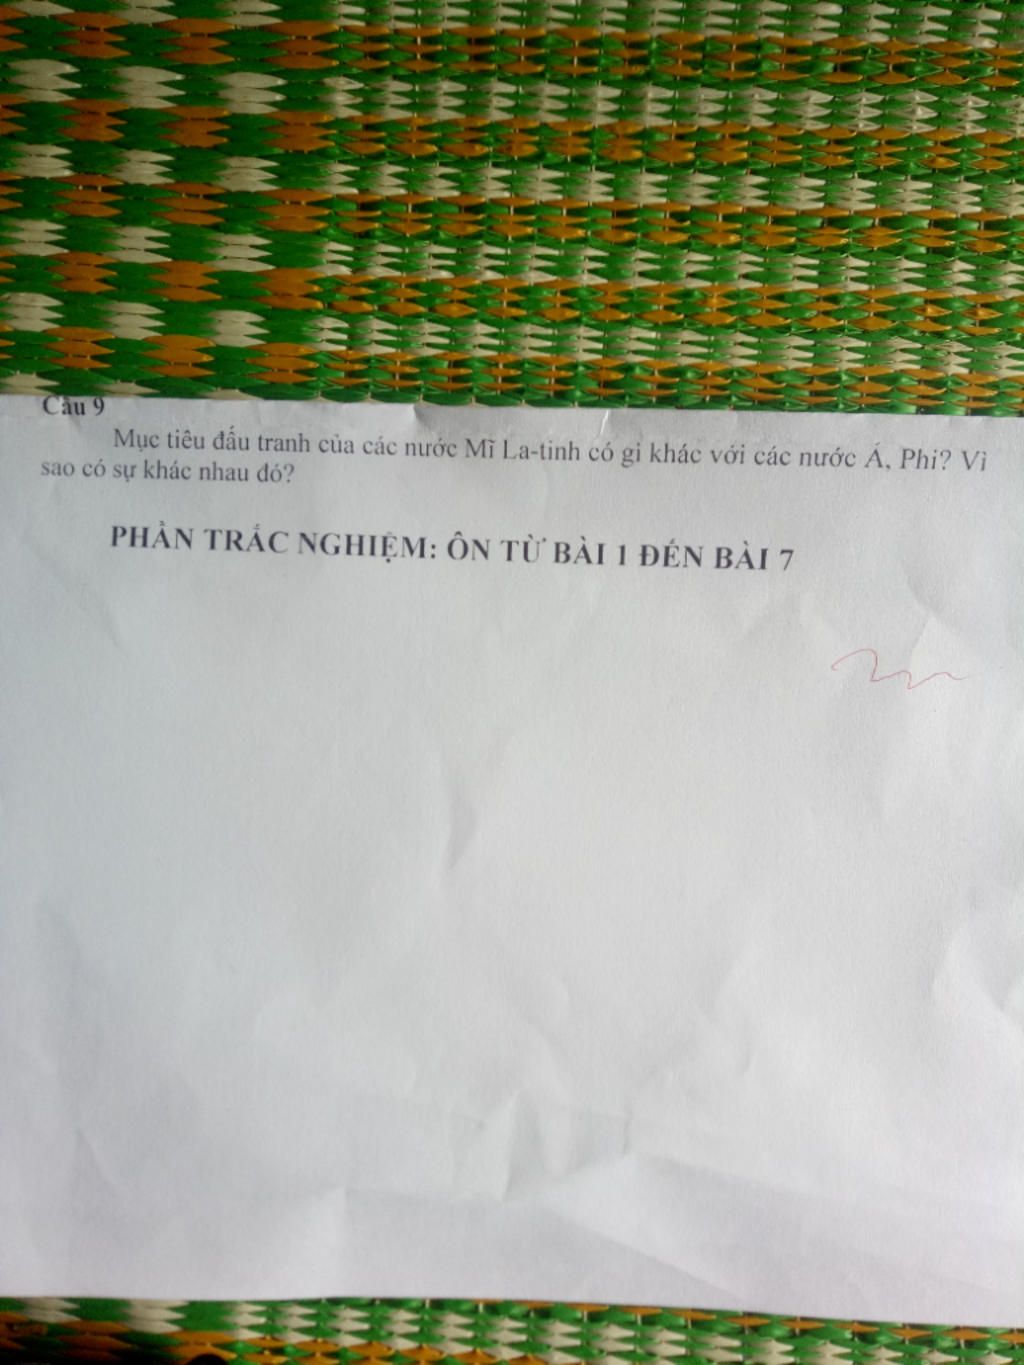 Câu 9
Mục tiêu đấu tranh của các nước Mĩ La-tinh có gì khác với các nước Á, Phi? Vì
sao có sự khác nhau đó?
PHẦN TRẮC NGHIỆM: ÔN TỪ BÀI 1 ĐẾN BÀI 7